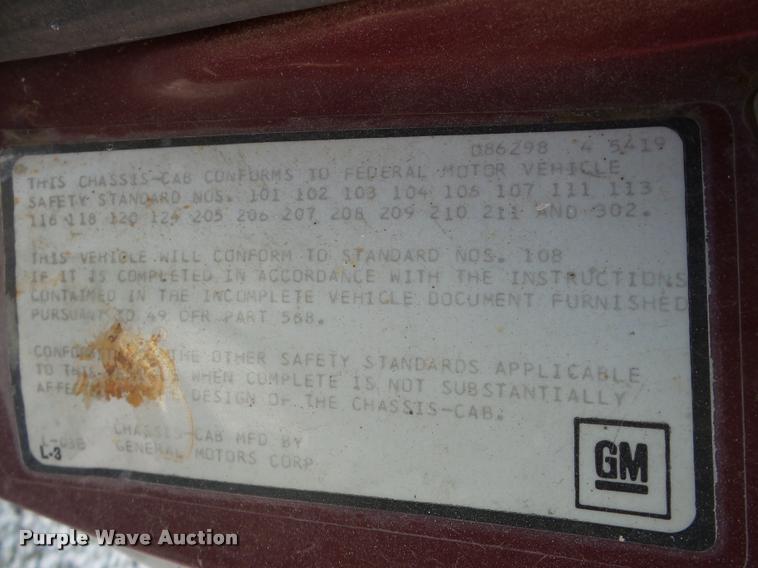 086298 4 5419
THIS CHASSIS-CAB CONFORMS TO FEDERAL MOTOR VEHICLE
SAFETY STANDARD NOS. 101 102 103 104 106 107 111 113
116 118 120 124 205 206 207 208 209 210 211 AND 302.
THIS VEHICLE WILL CONFORM TO STANDARD NOS. 108
IF IT IS COMPLETED IN ACCORDANCE WITH THE INSTRUCTIONS
CONTAINED IN THE INCOMPLETE VEHICLE DOCUMENT FURNISHED
PURSUANT TO 49 CFR PART 568.
THE OTHER SAFETY STANDARDS APPLICABLE
TO THIS WHEN COMPLETE IS NOT SUBSTANTIALLY
DESIGN OF THE CHASSIS-CAB.
CHASSIS-CAB MFD BY
GENERAL MOTORS CORP
L-3
GM
Purple Wave Auction